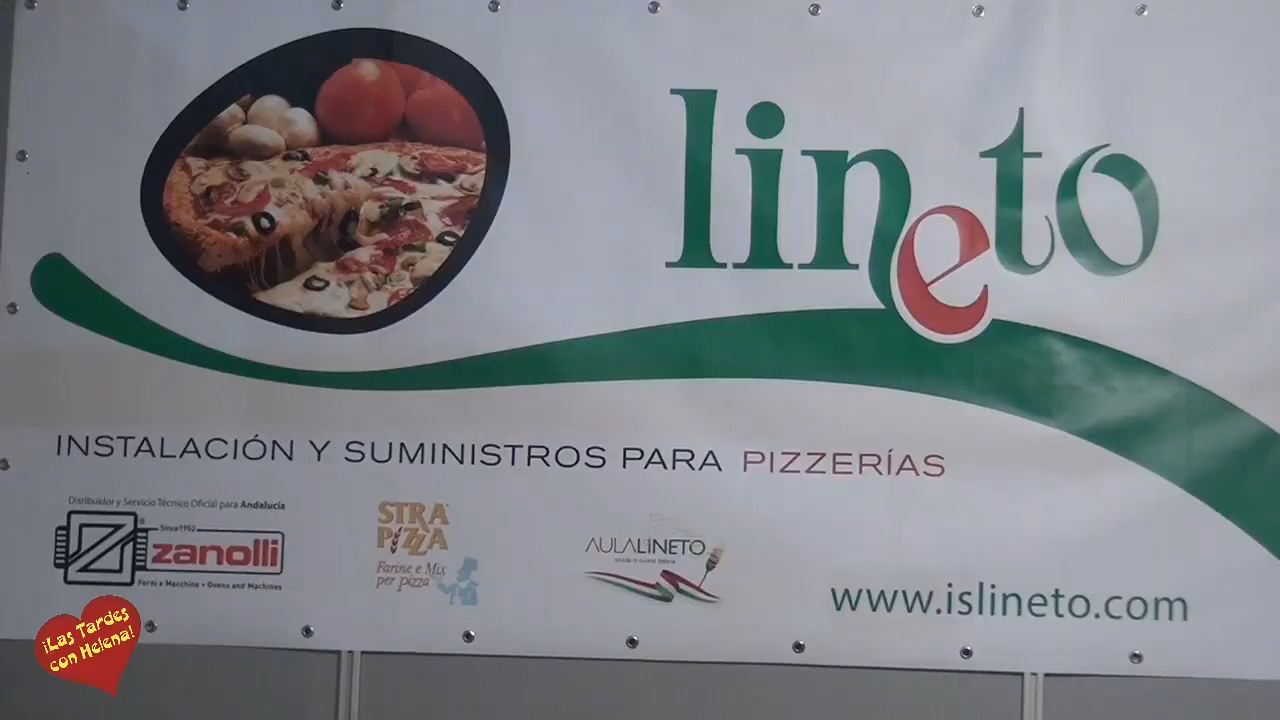 lineto
INSTALACIÓN Y SUMINISTROS PARA PIZZERÍAS
Distribuidor y Servicio Técnico Oficial para Andalucía
Since 1952
zanolli
Forni e Macchine • Ovens and Machines
STRA
PIZZA
Farine e Mix
per pizza
AULALINETO
www.islineto.com
¡Las Tardes
con Helena!